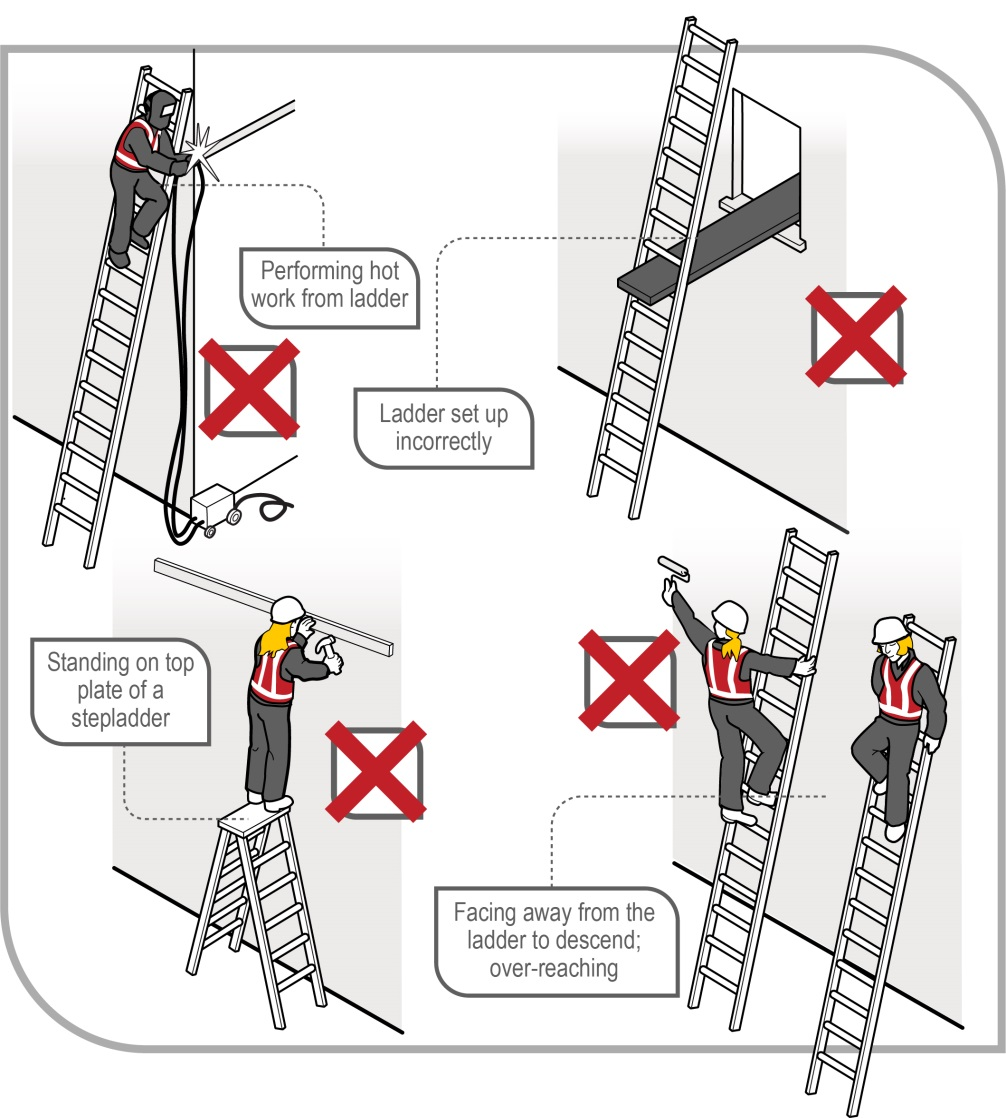 Performing hot
work from ladder
Ladder set up
incorrectly
Standing on top
plate of a
stepladder
Facing away from the
ladder to descend;
over-reaching